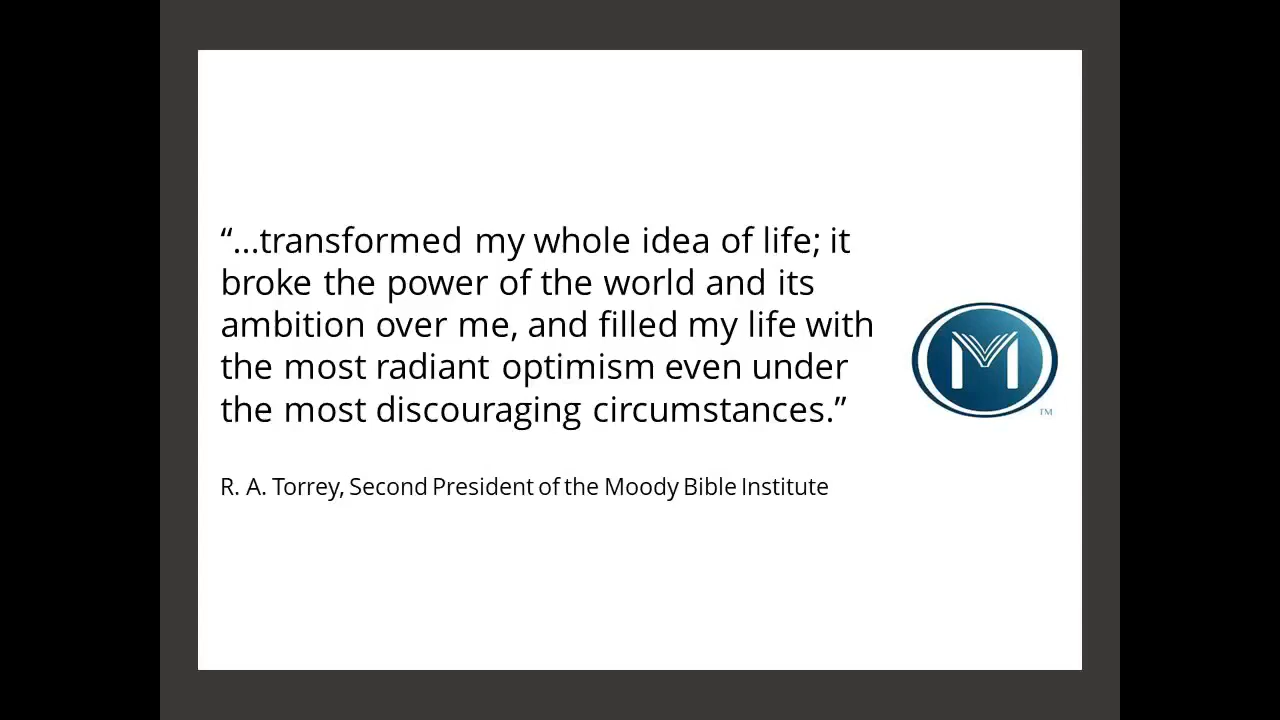 “…transformed my whole idea of life; it
broke the power of the world and its
ambition over me, and filled my life with
the most radiant optimism even under
the most discouraging circumstances.”
R. A. Torrey, Second President of the Moody Bible Institute
M
TM